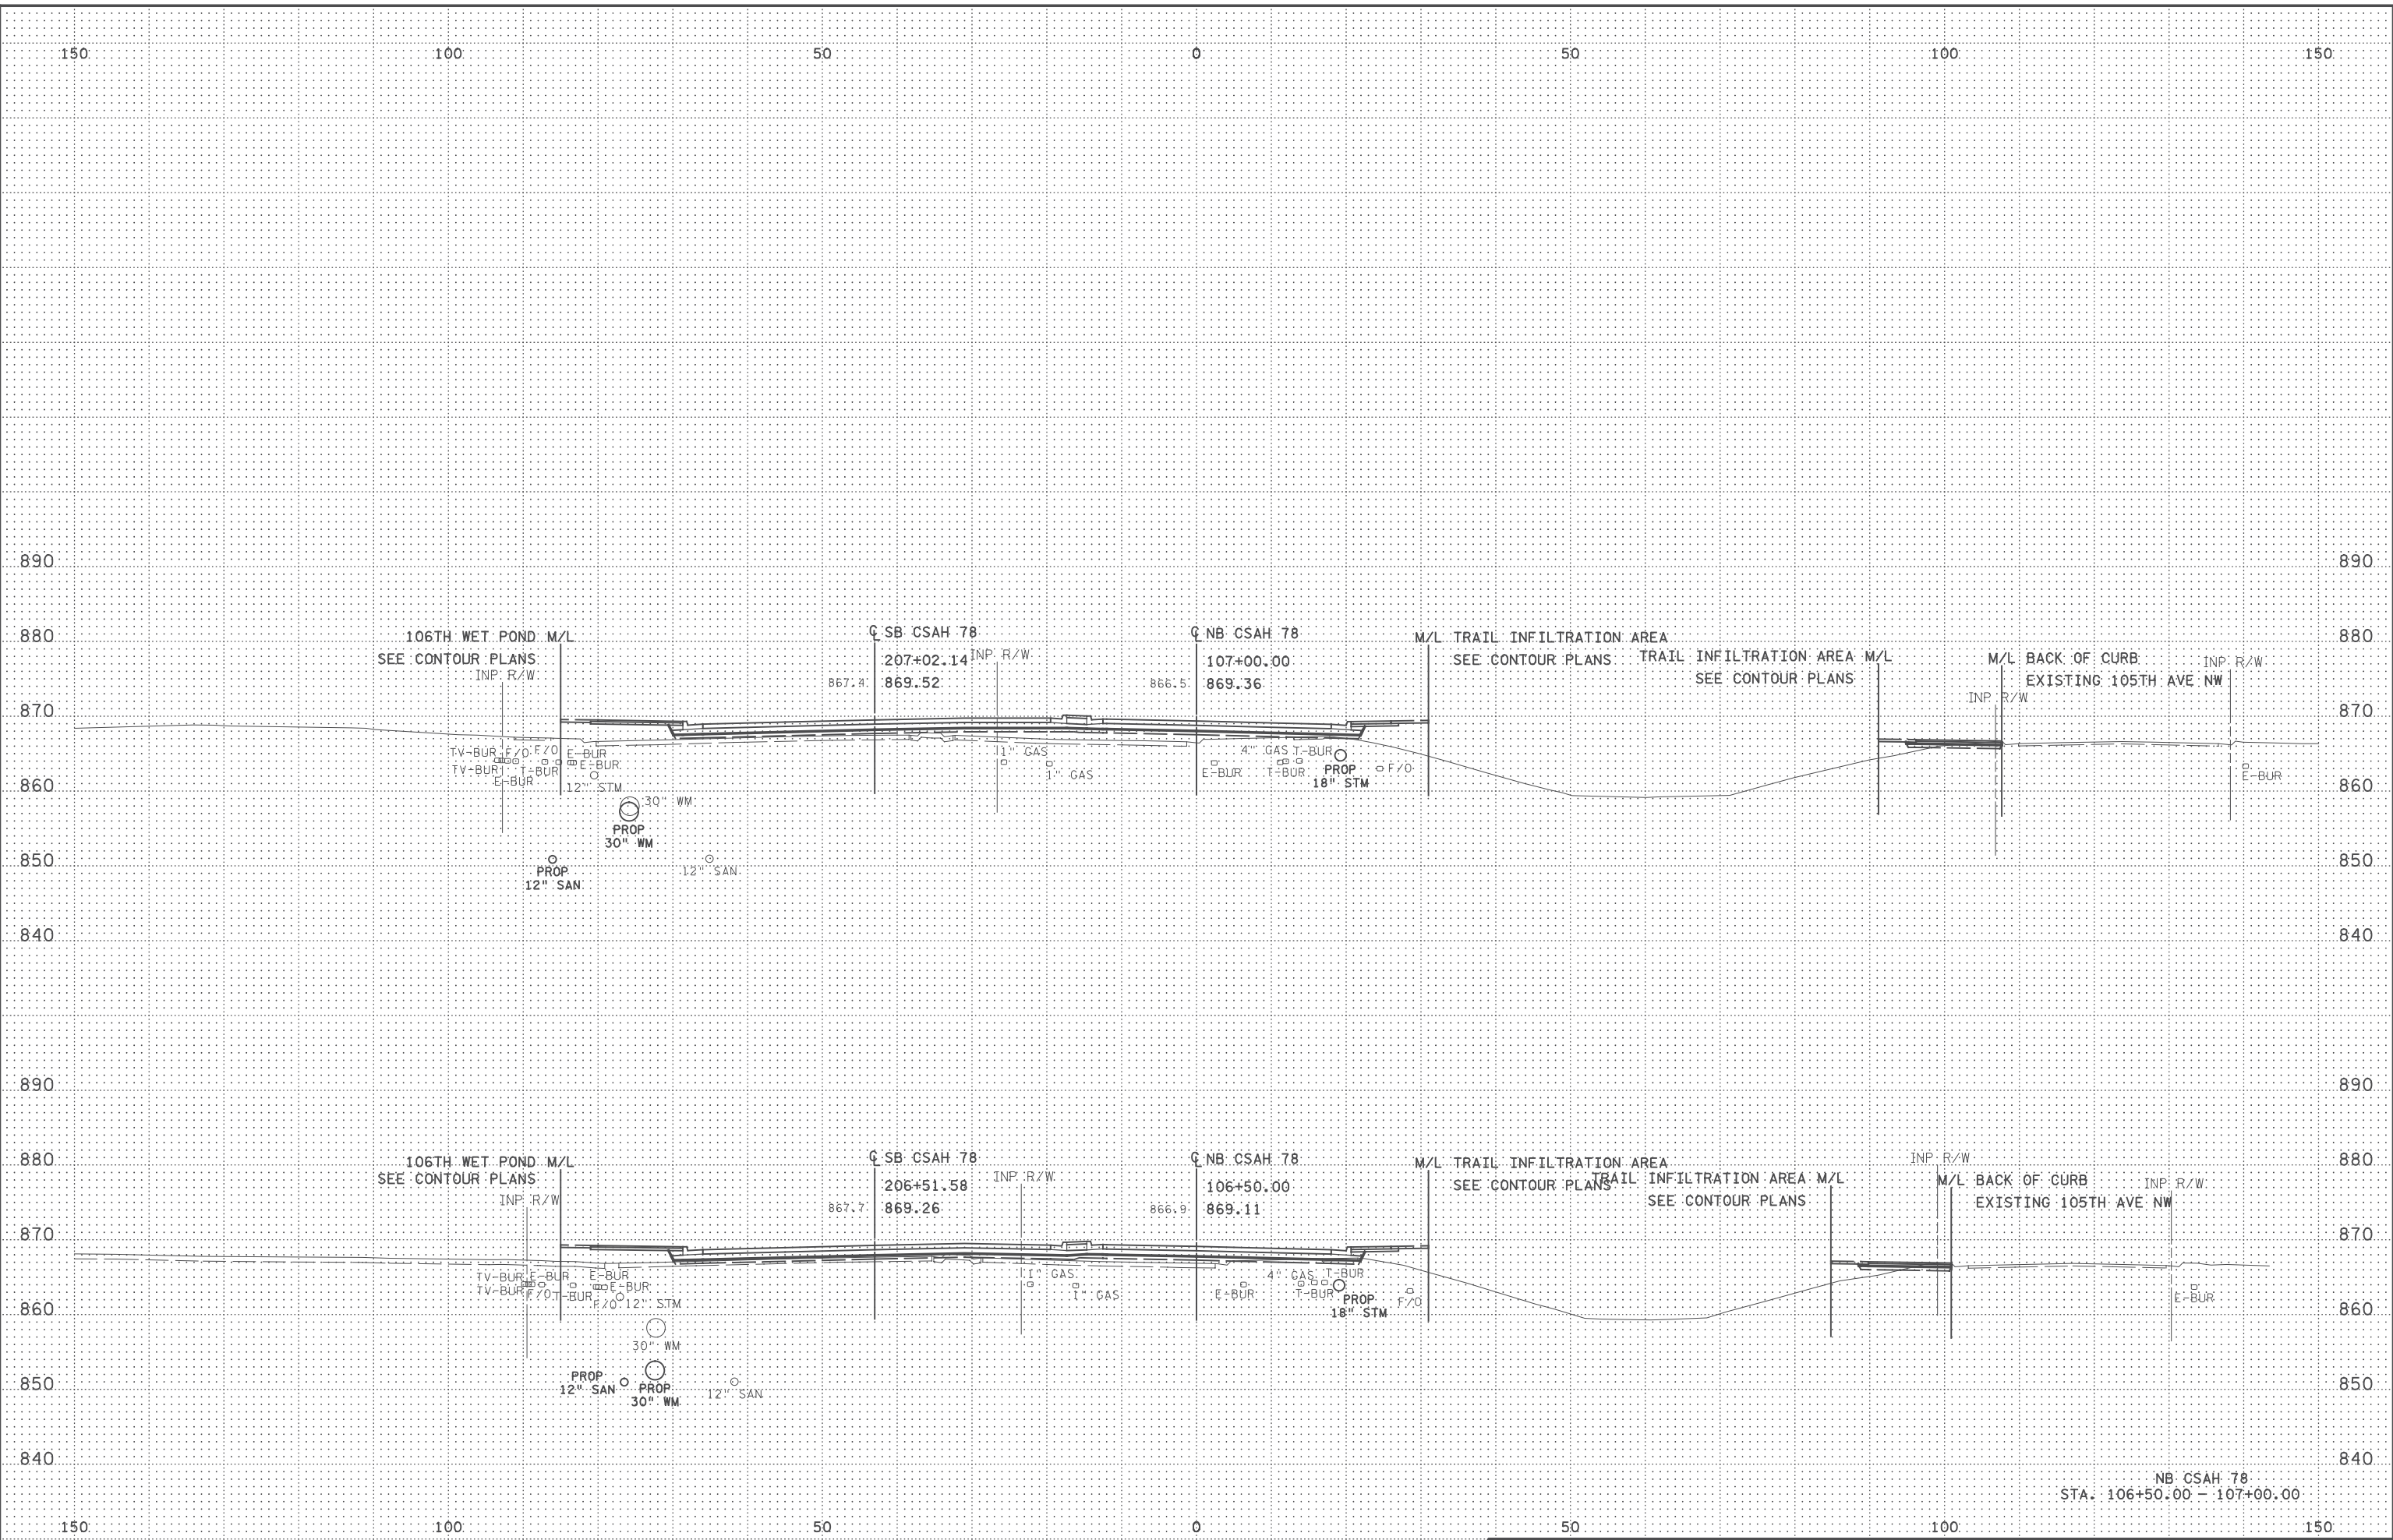 150 100 50 0 50 100 150
890 890
880 880
106TH WET POND M/L
SEE CONTOUR PLANS
INP R/W
℄ SB CSAH 78
207+02.14
867.4 869.52
INP R/W
℄ NB CSAH 78
107+00.00
866.5 869.36
M/L TRAIL INFILTRATION AREA
SEE CONTOUR PLANS
TRAIL INFILTRATION AREA M/L
SEE CONTOUR PLANS
M/L BACK OF CURB
EXISTING 105TH AVE NW
INP R/W
INP R/W
870 870
TV-BUR F/O F/O E-BUR
TV-BUR T-BUR E-BUR
E-BUR
12" STM
1" GAS
1" GAS
E-BUR
4" GAS T-BUR
T-BUR
PROP
18" STM
F/O
E-BUR
860 860
30" WM
PROP
30" WM
850 850
PROP
12" SAN
12" SAN
840 840
890 890
880 880
106TH WET POND M/L
SEE CONTOUR PLANS
INP R/W
℄ SB CSAH 78
206+51.58
867.7 869.26
INP R/W
℄ NB CSAH 78
106+50.00
866.9 869.11
M/L TRAIL INFILTRATION AREA
SEE CONTOUR PLANS
TRAIL INFILTRATION AREA M/L
SEE CONTOUR PLANS
INP R/W
M/L BACK OF CURB
EXISTING 105TH AVE NW
INP R/W
870 870
TV-BUR E-BUR E-BUR
TV-BUR F/O T-BUR E-BUR
F/O 12" STM
1" GAS
1" GAS
E-BUR
4" GAS T-BUR
T-BUR
PROP
18" STM
F/O
E-BUR
860 860
30" WM
850 850
PROP
12" SAN
PROP
30" WM
12" SAN
840 840
NB CSAH 78
STA. 106+50.00 - 107+00.00
150 100 50 0 50 100 150